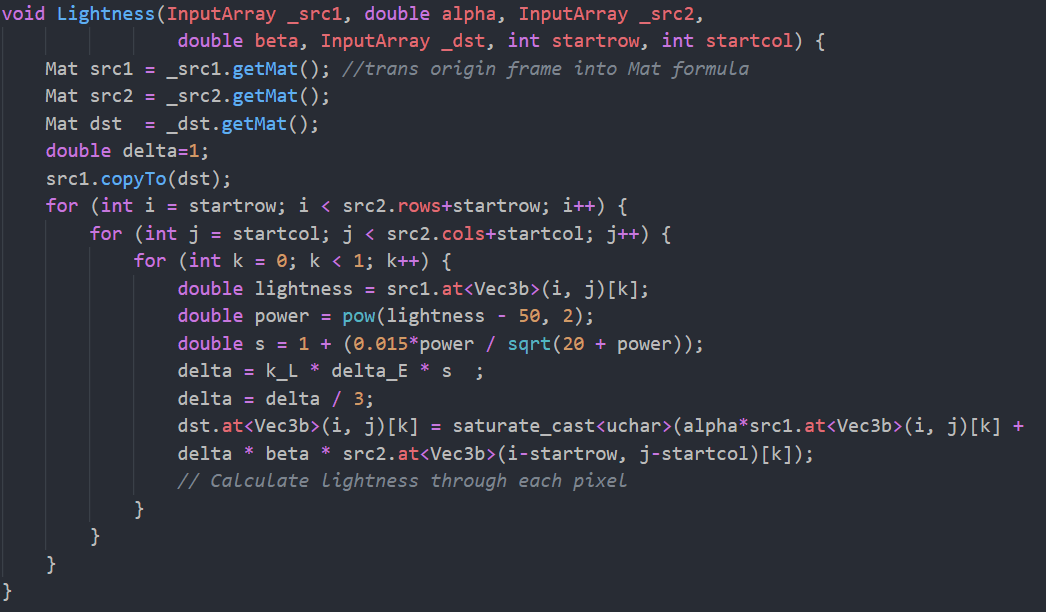 void Lightness(InputArray _src1, double alpha, InputArray _src2,
                double beta, InputArray _dst, int startrow, int startcol) {
    Mat src1 = _src1.getMat(); //trans origin frame into Mat formula
    Mat src2 = _src2.getMat();
    Mat dst  = _dst.getMat();
    double delta=1;
    src1.copyTo(dst);
    for (int i = startrow; i < src2.rows+startrow; i++) {
        for (int j = startcol; j < src2.cols+startcol; j++) {
            for (int k = 0; k < 1; k++) {
                double lightness = src1.at<Vec3b>(i, j)[k];
                double power = pow(lightness - 50, 2);
                double s = 1 + (0.015*power / sqrt(20 + power));
                delta = k_L * delta_E * s  ;
                delta = delta / 3;
                dst.at<Vec3b>(i, j)[k] = saturate_cast<uchar>(alpha*src1.at<Vec3b>(i, j)[k] +
                delta * beta * src2.at<Vec3b>(i-startrow, j-startcol)[k]);
                // Calculate lightness through each pixel
            }
        }
    }
}